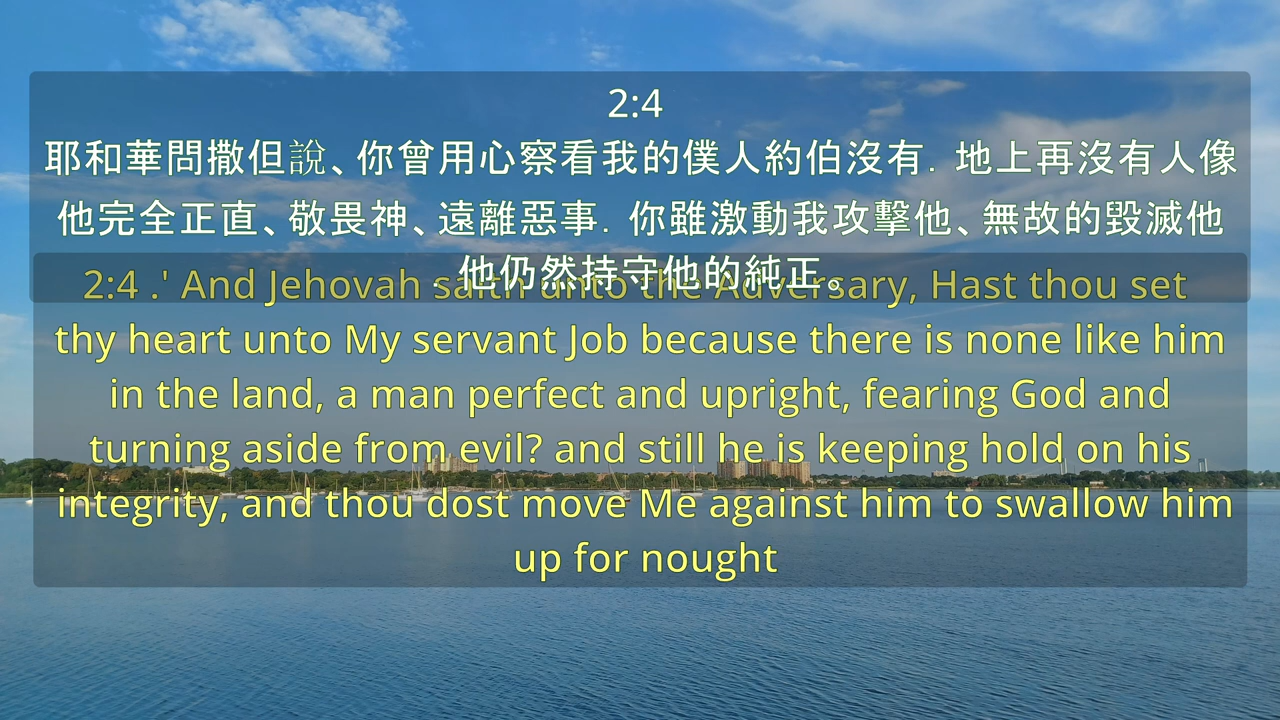 2:4
耶和華問撒但說、你曾用心察看我的僕人約伯沒有. 地上再沒有人像
他完全正直、敬畏神、遠離惡事. 你雖激動我攻擊他、無故的毀滅他
. 他仍然持守他的純正。
2:4 .' And Jehovah saith unto the Adversary, Hast thou set
thy heart unto My servant Job because there is none like him
in the land, a man perfect and upright, fearing God and
turning aside from evil? and still he is keeping hold on his
integrity, and thou dost move Me against him to swallow him
up for nought